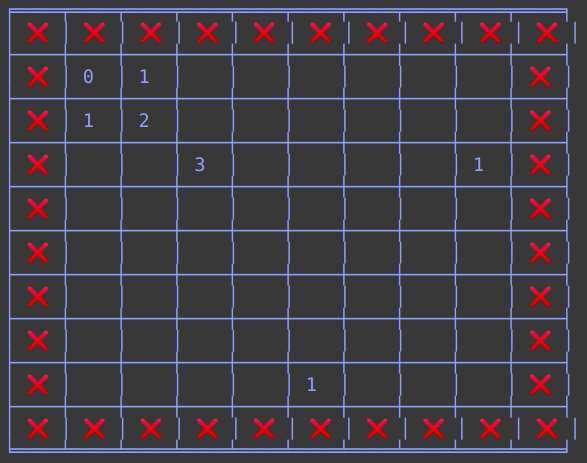 ❌ | ❌ | ❌ | ❌ | ❌ | ❌ | ❌ | ❌ | ❌ | ❌ |
❌ | 0 | 1 | | | | | | | ❌ |
❌ | 1 | 2 | | | | | | | ❌ |
❌ | | | 3 | | | | | 1 | ❌ |
❌ | | | | | | | | | ❌ |
❌ | | | | | | | | | ❌ |
❌ | | | | | | | | | ❌ |
❌ | | | | | | | | | ❌ |
❌ | | | | | 1 | | | | ❌ |
❌ | ❌ | ❌ | ❌ | ❌ | ❌ | ❌ | ❌ | ❌ | ❌ |